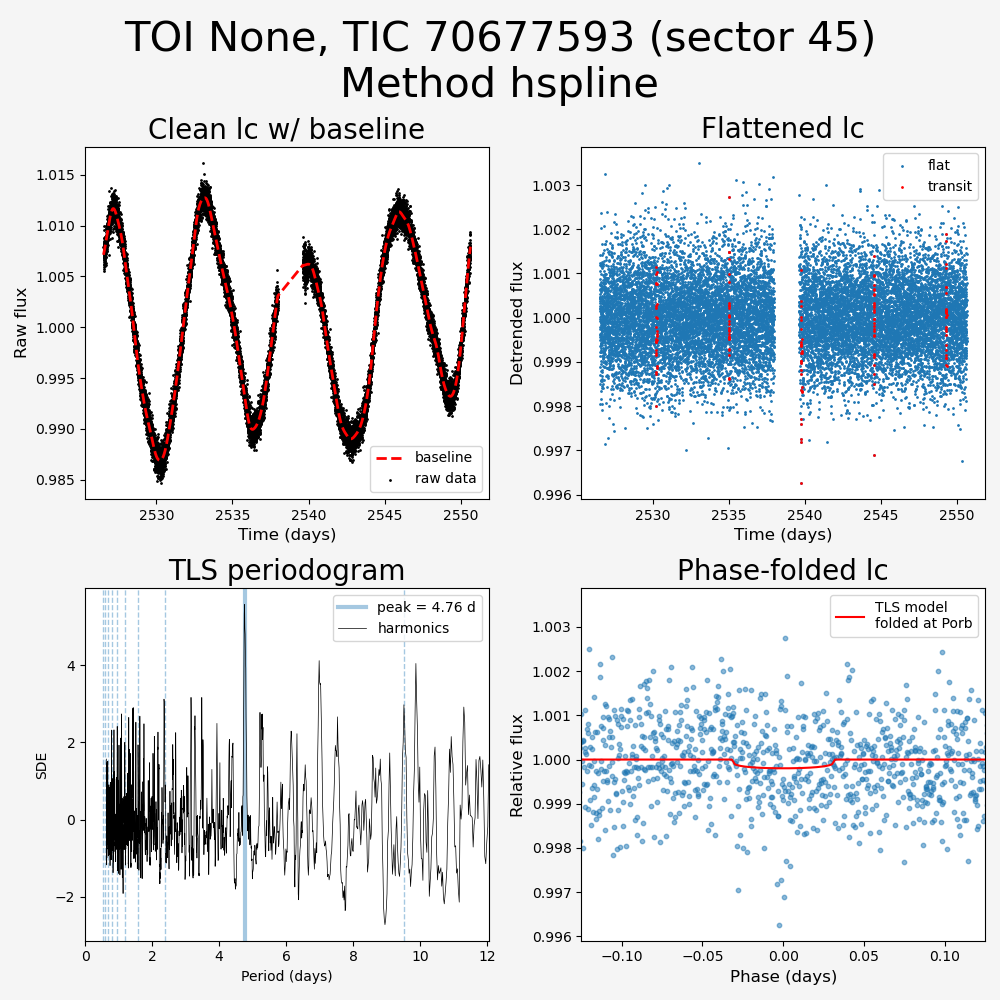 TOI None, TIC 70677593 (sector 45)
Method hspline
Clean lc w/ baseline
Raw flux
1.015
1.010
1.005
1.000
0.995
0.990
0.985
baseline
raw data
2530
2535
2540
2545
2550
Time (days)
Flattened lc
Detrended flux
1.003
1.002
1.001
1.000
0.999
0.998
0.997
0.996
flat
transit
2530
2535
2540
2545
2550
Time (days)
TLS periodogram
SDE
4
2
0
−2
peak = 4.76 d
harmonics
0
2
4
6
8
10
12
Period (days)
Phase-folded lc
Relative flux
1.003
1.002
1.001
1.000
0.999
0.998
0.997
0.996
TLS model
folded at Porb
−0.10
−0.05
0.00
0.05
0.10
Phase (days)